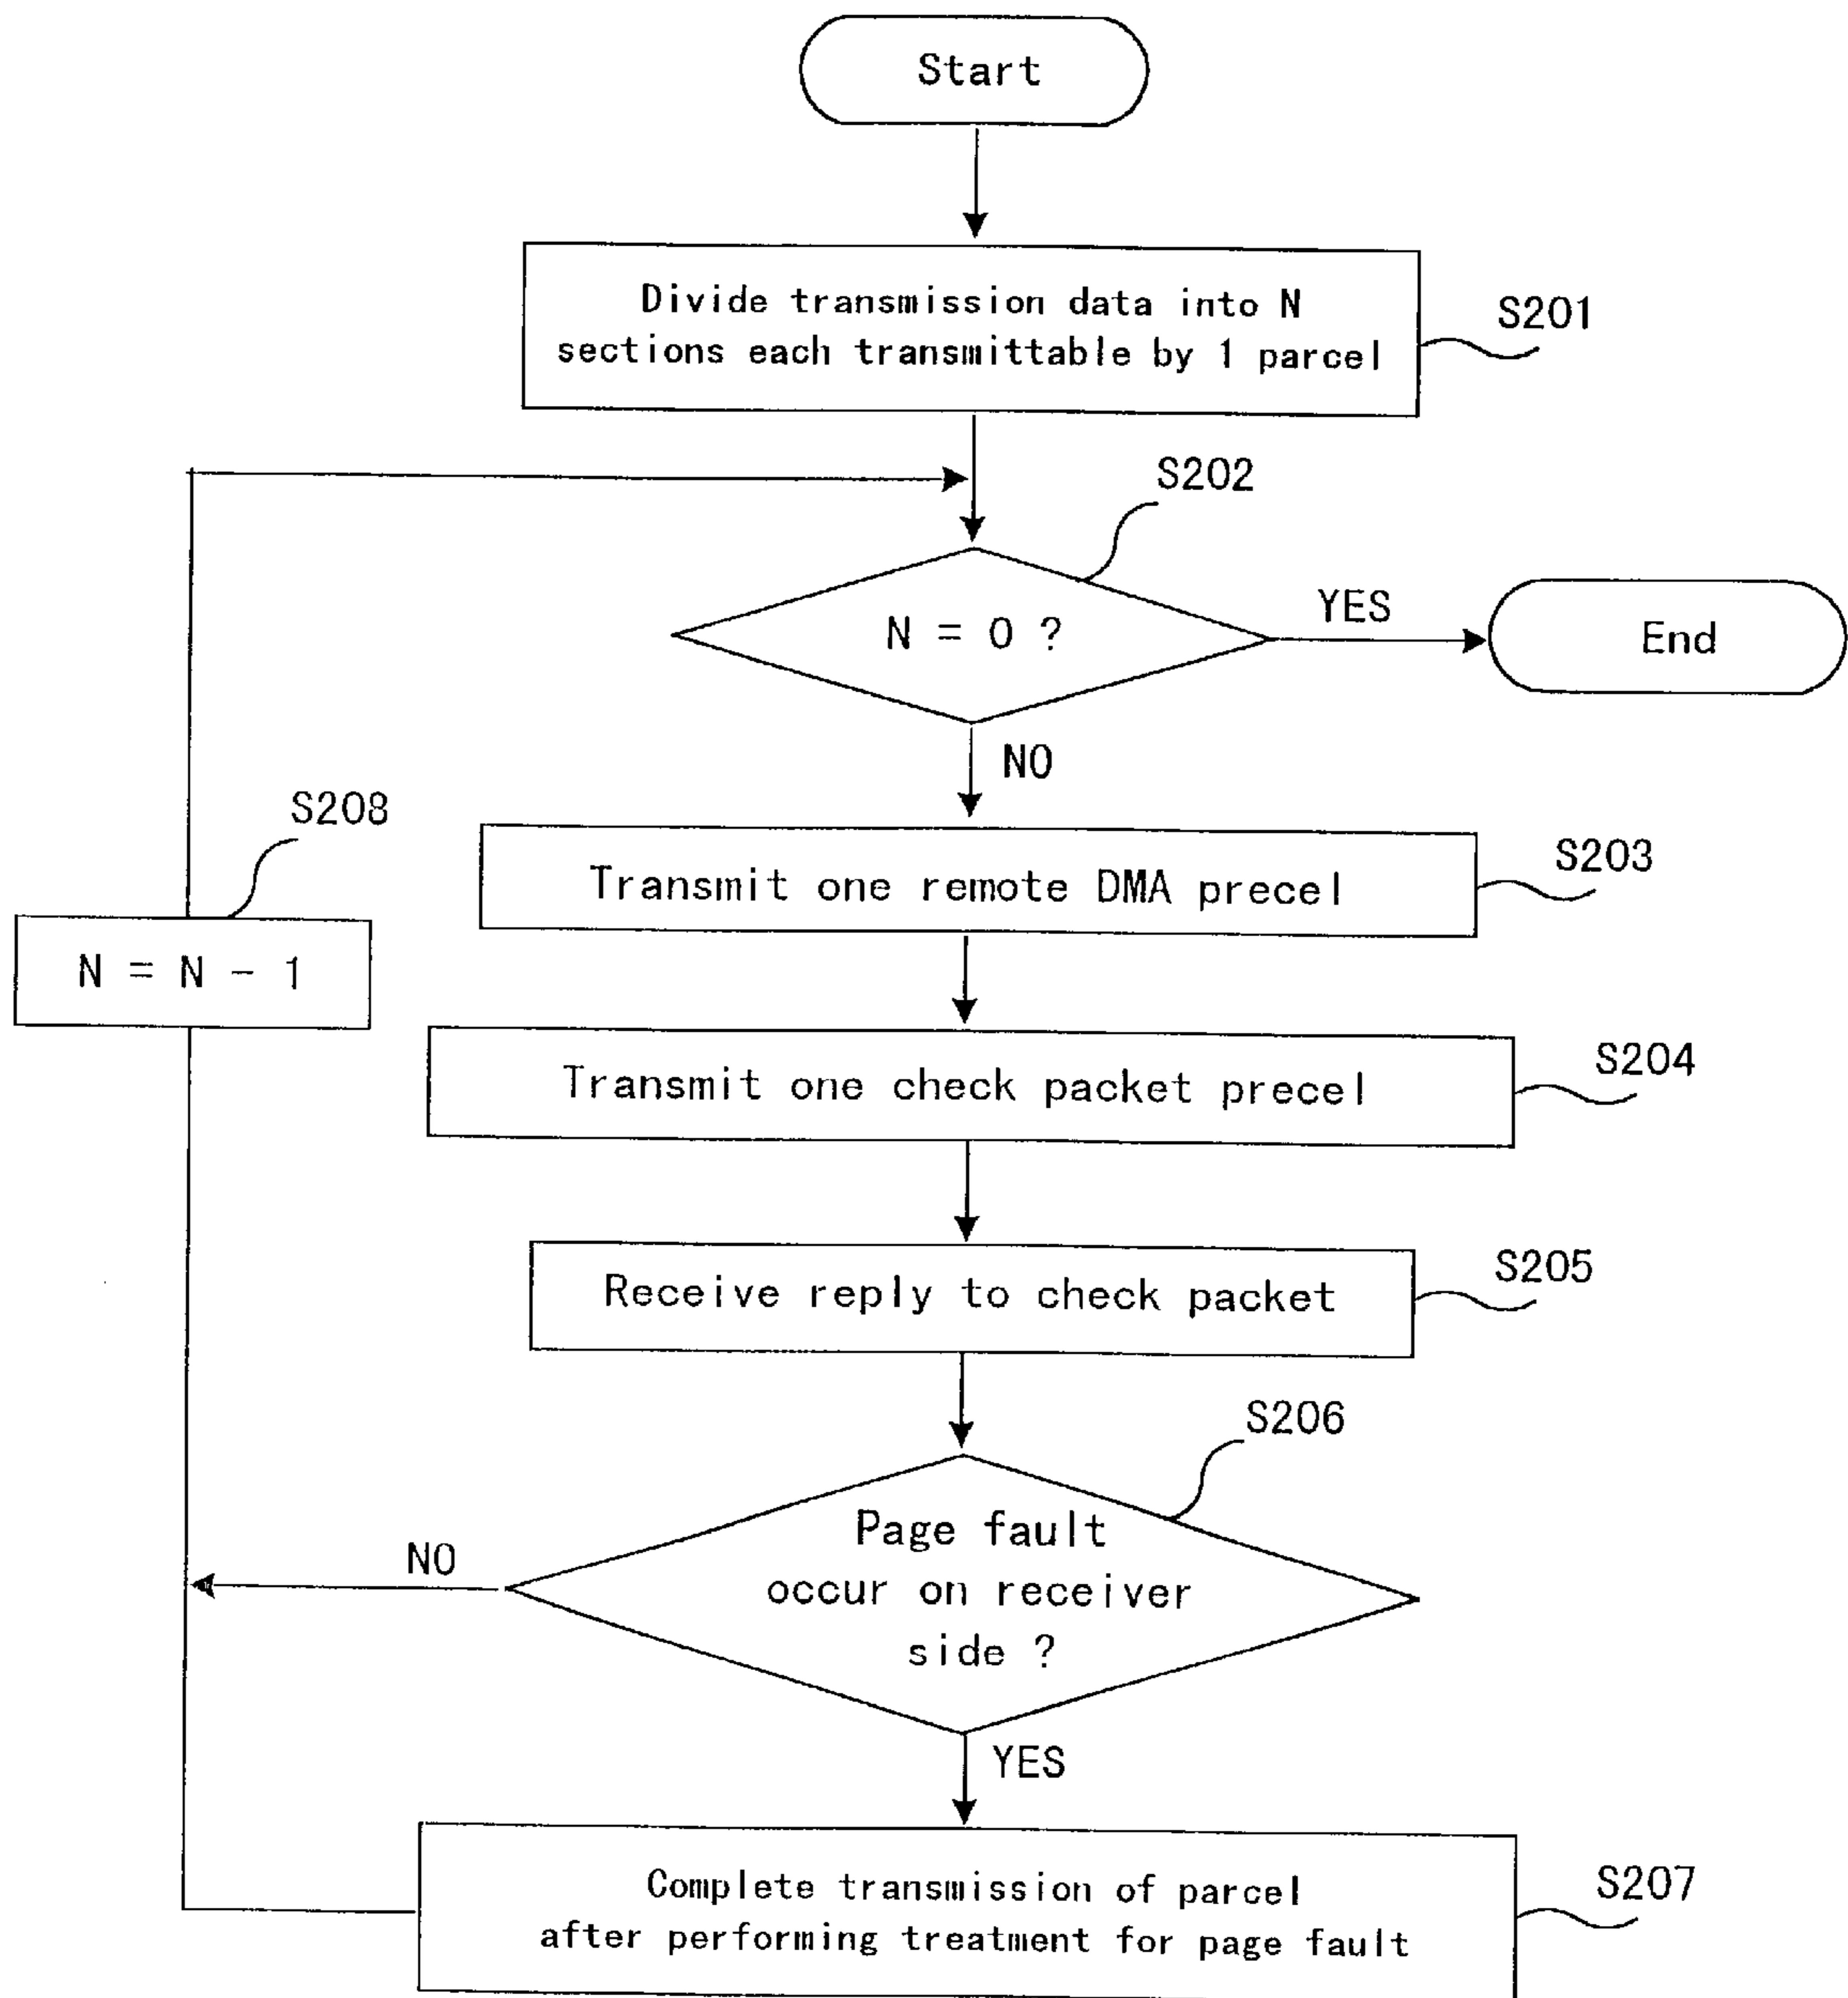 Start
Divide transmission data into N
sections each transmittable by 1 parcel
S201
S202
N = 0 ?
YES
End
NO
S208
N = N - 1
Transmit one remote DMA precel
S203
Transmit one check packet precel
S204
Receive reply to check packet
S205
S206
Page fault
occur on receiver
side ?
NO
YES
Complete transmission of parcel
after performing treatment for page fault
S207